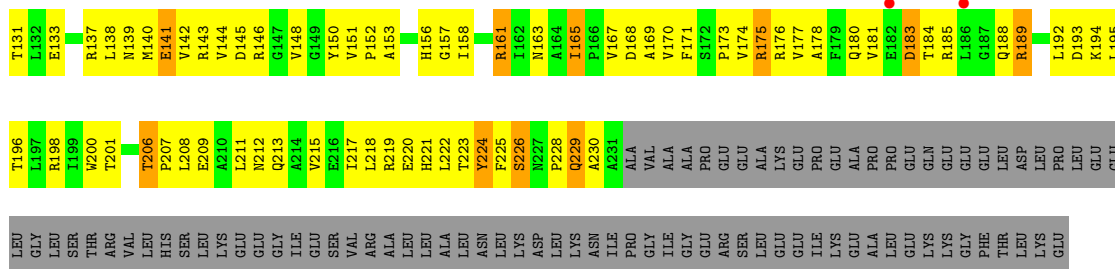 T131 L132 E133 R137 L138 N139 M140 E141 V142 R143 V144 D145 R146 G147 V148 G149 Y150 V151 P152 A153 H156 G157 I158 R161 I162 N163 A164 I165 P166 V167 D168 A169 V170 F171 S172 P173 V174 R175 R176 V177 A178 F179 Q180 V181 E182 D183 T184 R185 L186 G187 Q188 R189 L192 D193 K194 L195
T196 L197 R198 I199 W200 T201 T206 P207 L208 E209 A210 L211 N212 Q213 A214 V215 E216 I217 L218 R219 E220 H221 L222 T223 Y224 F225 S226 N227 P228 Q229 A230 A231 ALA VAL ALA ALA PRO GLU GLU ALA LYS GLU PRO GLU ALA PRO PRO GLU GLN GLU GLU GLU LEU ASP LEU PRO LEU GLU GLU
LEU GLY LEU SER THR ARG VAL LEU HIS SER LEU LYS GLU GLU GLY ILE GLU SER VAL ARG ALA LEU LEU ALA LEU ASN LEU LYS ASP LEU LYS ASN ILE PRO GLY ILE GLY GLU ARG SER LEU GLU GLU ILE LYS GLU ALA LEU GLU LYS LYS GLY PHE THR LEU LYS GLU